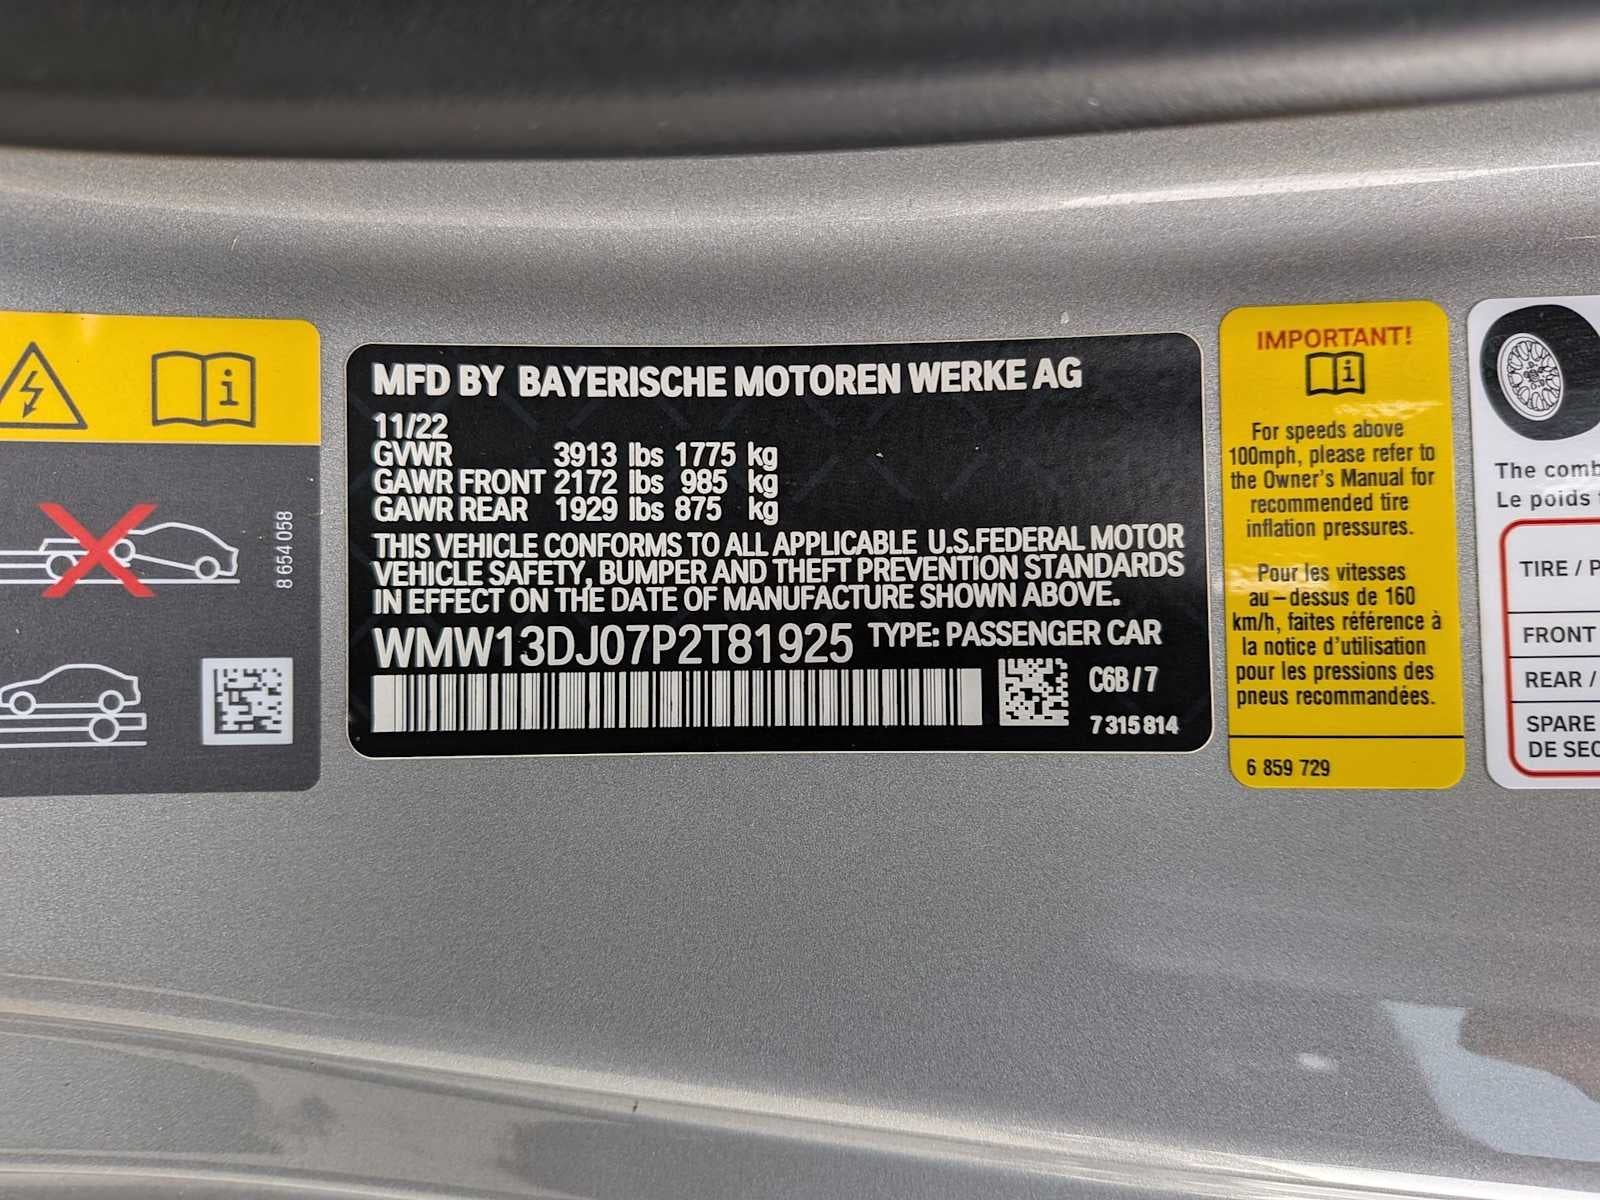 8 654 058
MFD BY BAYERISCHE MOTOREN WERKE AG
11/22
GVWR 3913 lbs 1775 kg
GAWR FRONT 2172 lbs 985 kg
GAWR REAR 1929 lbs 875 kg
THIS VEHICLE CONFORMS TO ALL APPLICABLE U.S.FEDERAL MOTOR
VEHICLE SAFETY, BUMPER AND THEFT PREVENTION STANDARDS
IN EFFECT ON THE DATE OF MANUFACTURE SHOWN ABOVE.
WMW13DJ07P2T81925 TYPE: PASSENGER CAR
C6B/7
7 315 814
IMPORTANT!
For speeds above
100mph, please refer to
the Owner's Manual for
recommended tire
inflation pressures.
Pour les vitesses
au-dessus de 160
km/h, faites référence à
la notice d'utilisation
pour les pressions des
pneus recommandées.
6 859 729
The comb
Le poids
TIRE / P
FRONT
REAR /
SPARE
DE SEC